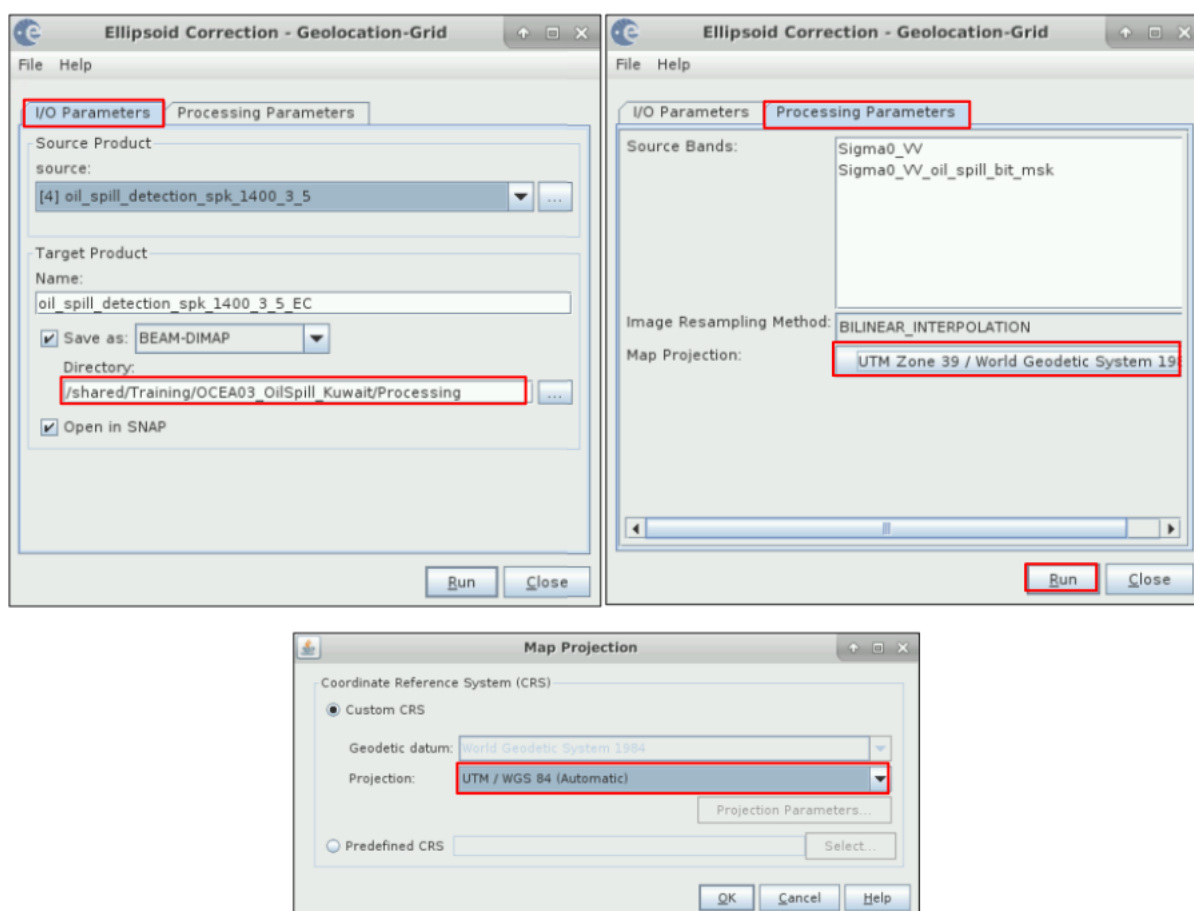 Ellipsoid Correction - Geolocation-Grid
File Help
I/O Parameters Processing Parameters
Source Product
source:
[4] oil_spill_detection_spk_1400_3_5
...
Target Product
Name:
oil_spill_detection_spk_1400_3_5_EC
Save as: BEAM-DIMAP
Directory:
/shared/Training/OCEA03_OilSpill_Kuwait/Processing
...
Open in SNAP
Run Close
Ellipsoid Correction - Geolocation-Grid
File Help
I/O Parameters Processing Parameters
Source Bands: Sigma0_VV
Sigma0_VV_oil_spill_bit_msk
Image Resampling Method: BILINEAR_INTERPOLATION
Map Projection: UTM Zone 39 / World Geodetic System 198
Run Close
Map Projection
Coordinate Reference System (CRS)
Custom CRS
Geodetic datum: World Geodetic System 1984
Projection: UTM / WGS 84 (Automatic)
Projection Parameters...
Predefined CRS Select...
OK Cancel Help